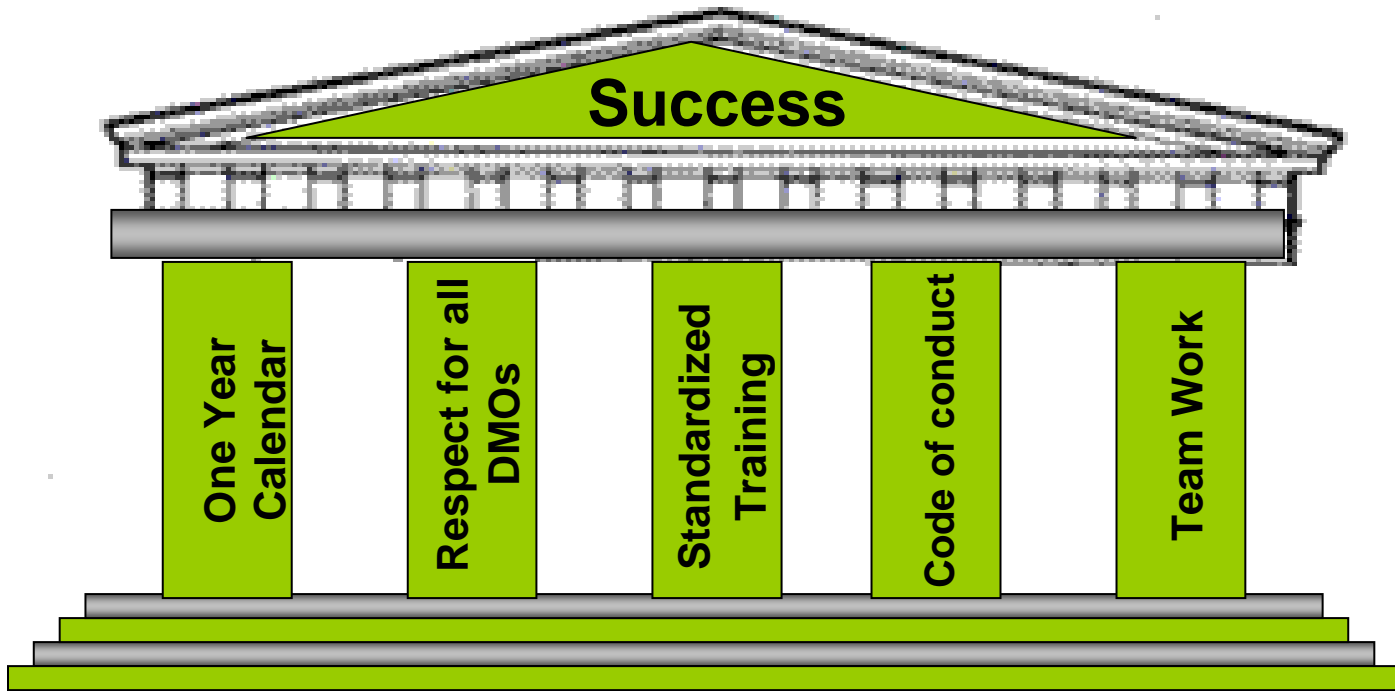 Success
One Year
Calendar
Respect for all
DMOs
Standardized
Training
Code of conduct
Team Work